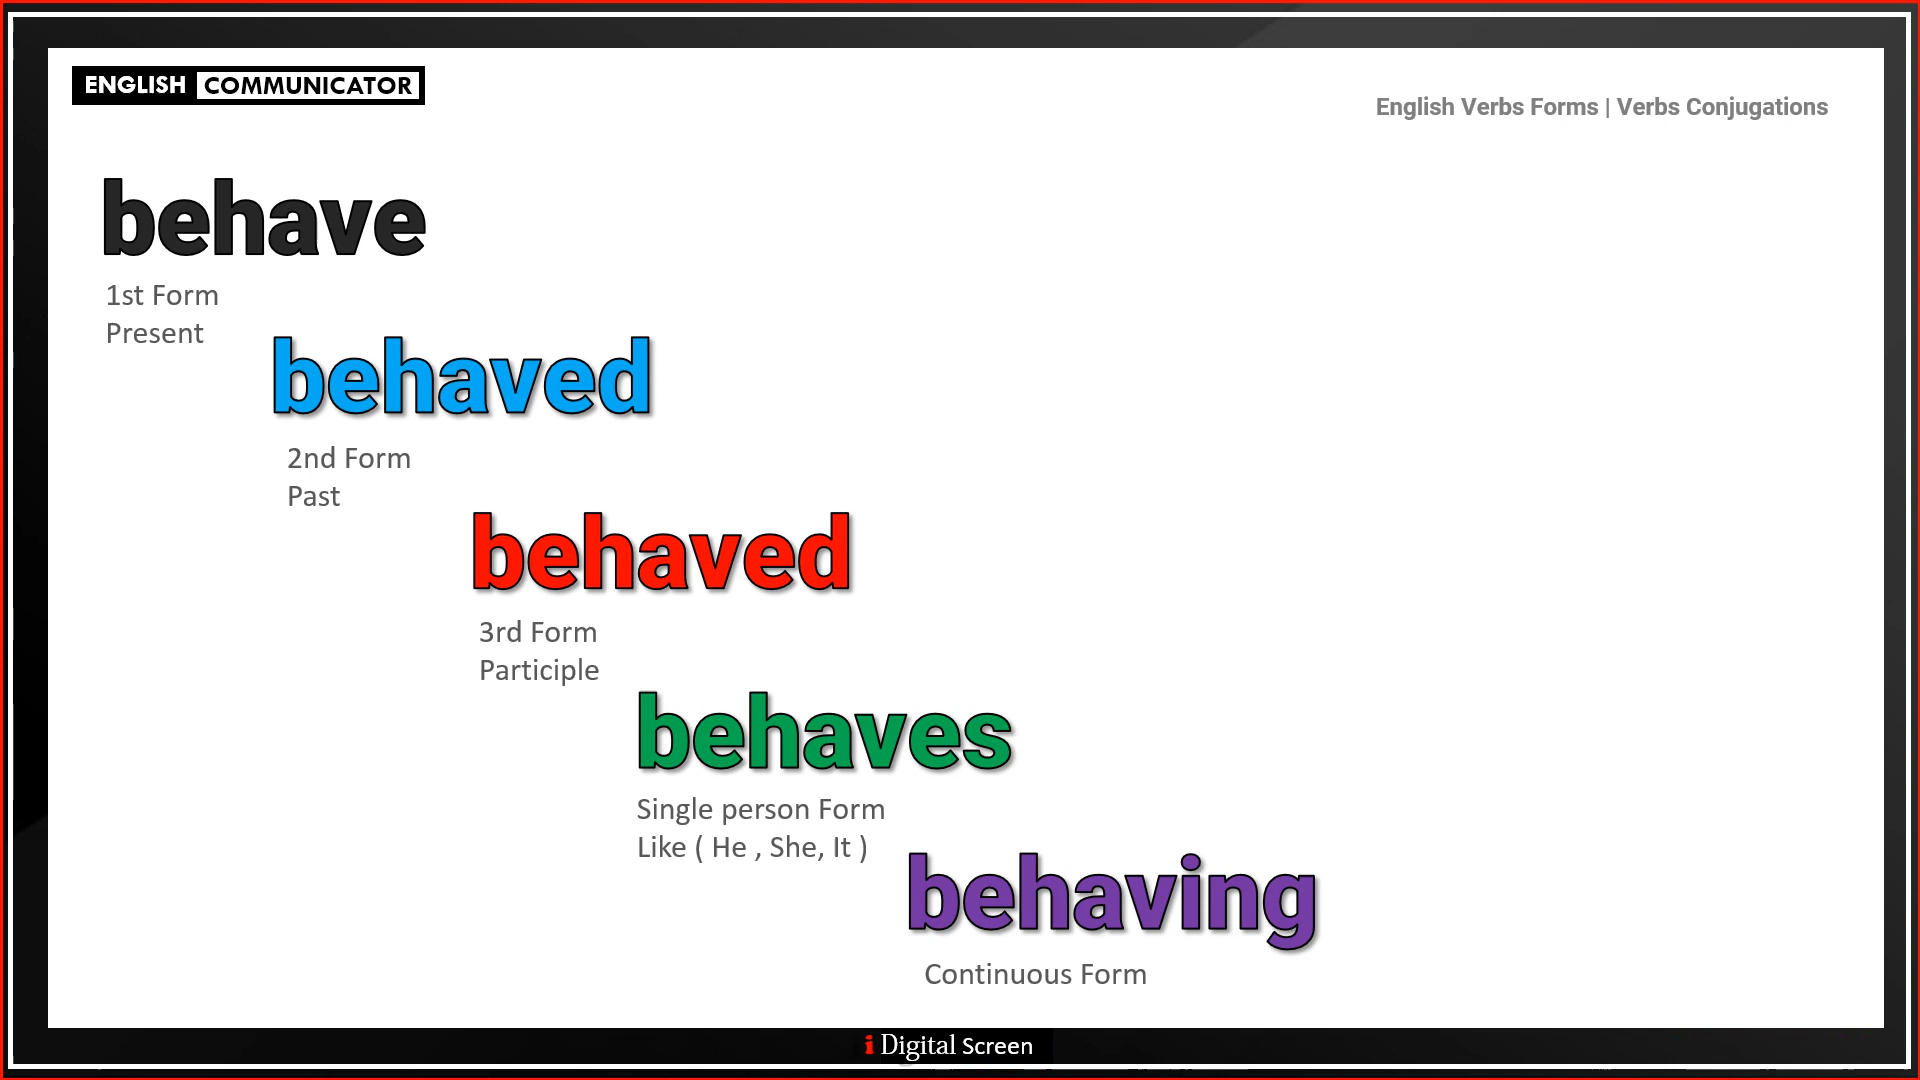 ENGLISH COMMUNICATOR
English Verbs Forms | Verbs Conjugations
behave
1st Form
Present
behaved
2nd Form
Past
behaved
3rd Form
Participle
behaves
Single person Form
Like ( He , She, It )
behaving
Continuous Form
i Digital Screen